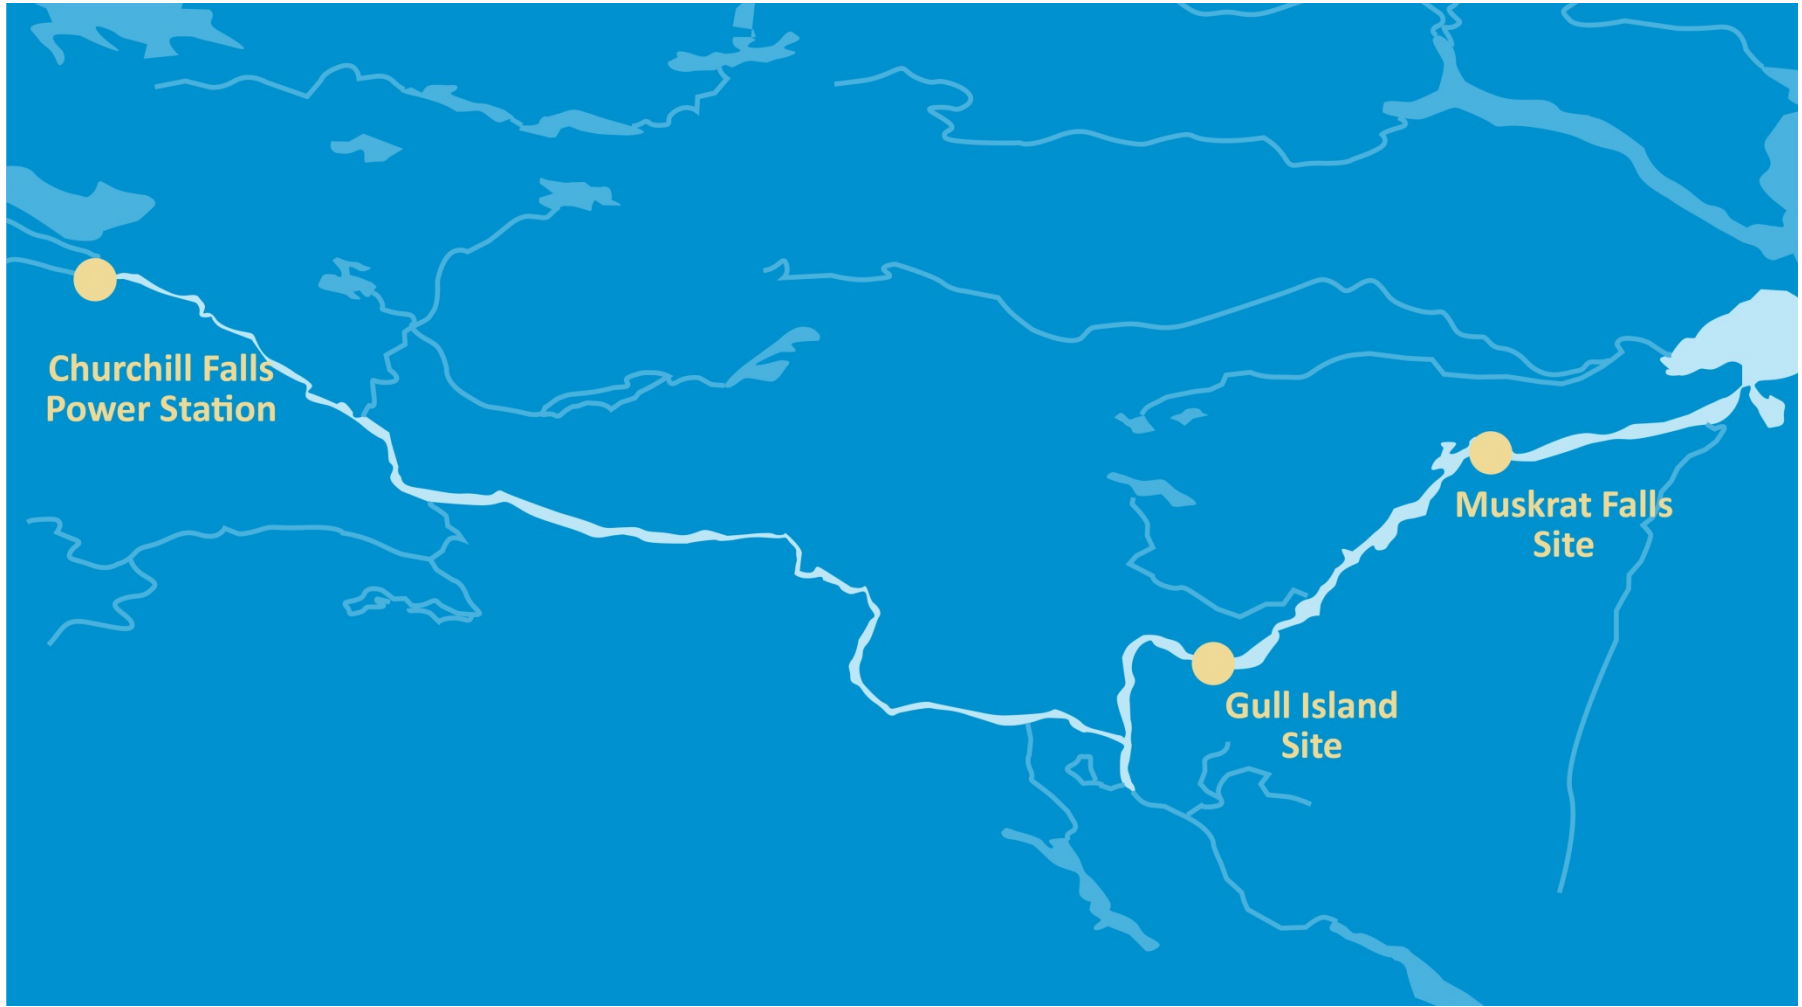 Churchill Falls
Power Station
Muskrat Falls
Site
Gull Island
Site